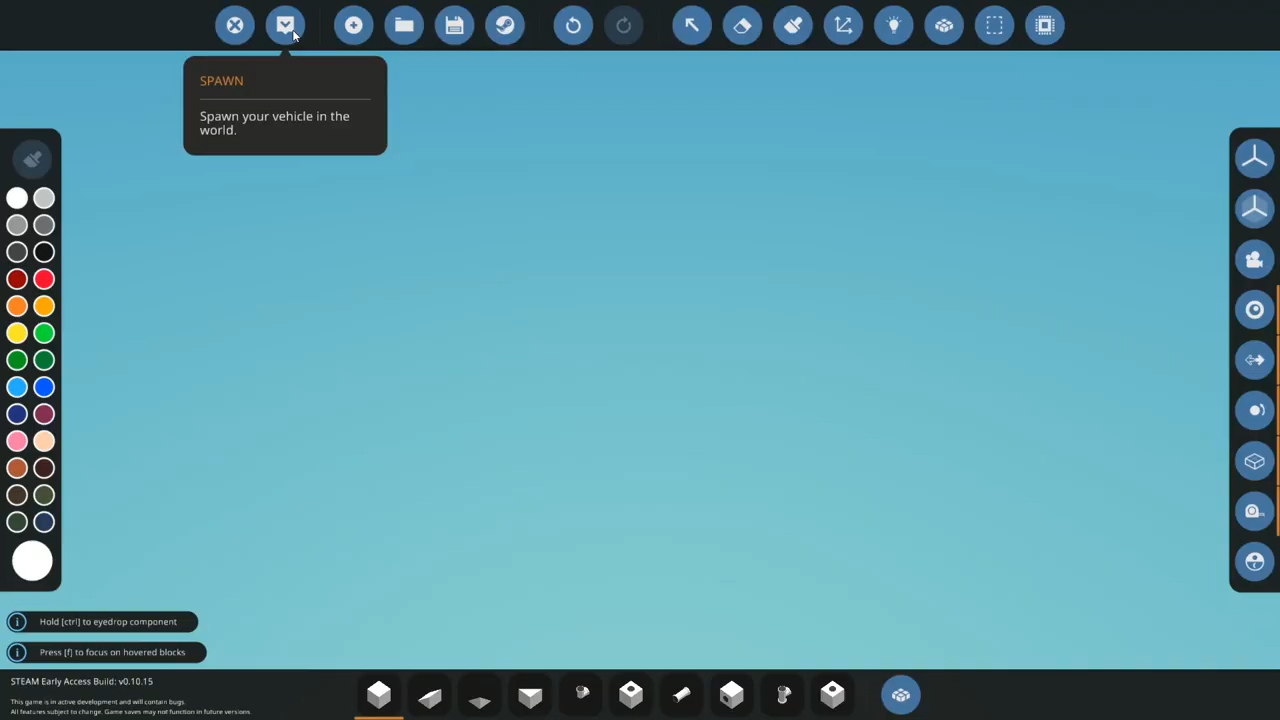 SPAWN
Spawn your vehicle in the
world.
Hold [ctrl] to eyedrop component
Press [f] to focus on hovered blocks
STEAM Early Access Build: v0.10.15
This game is in active development and will contain bugs.
All features subject to change. Game saves may not function in future versions.